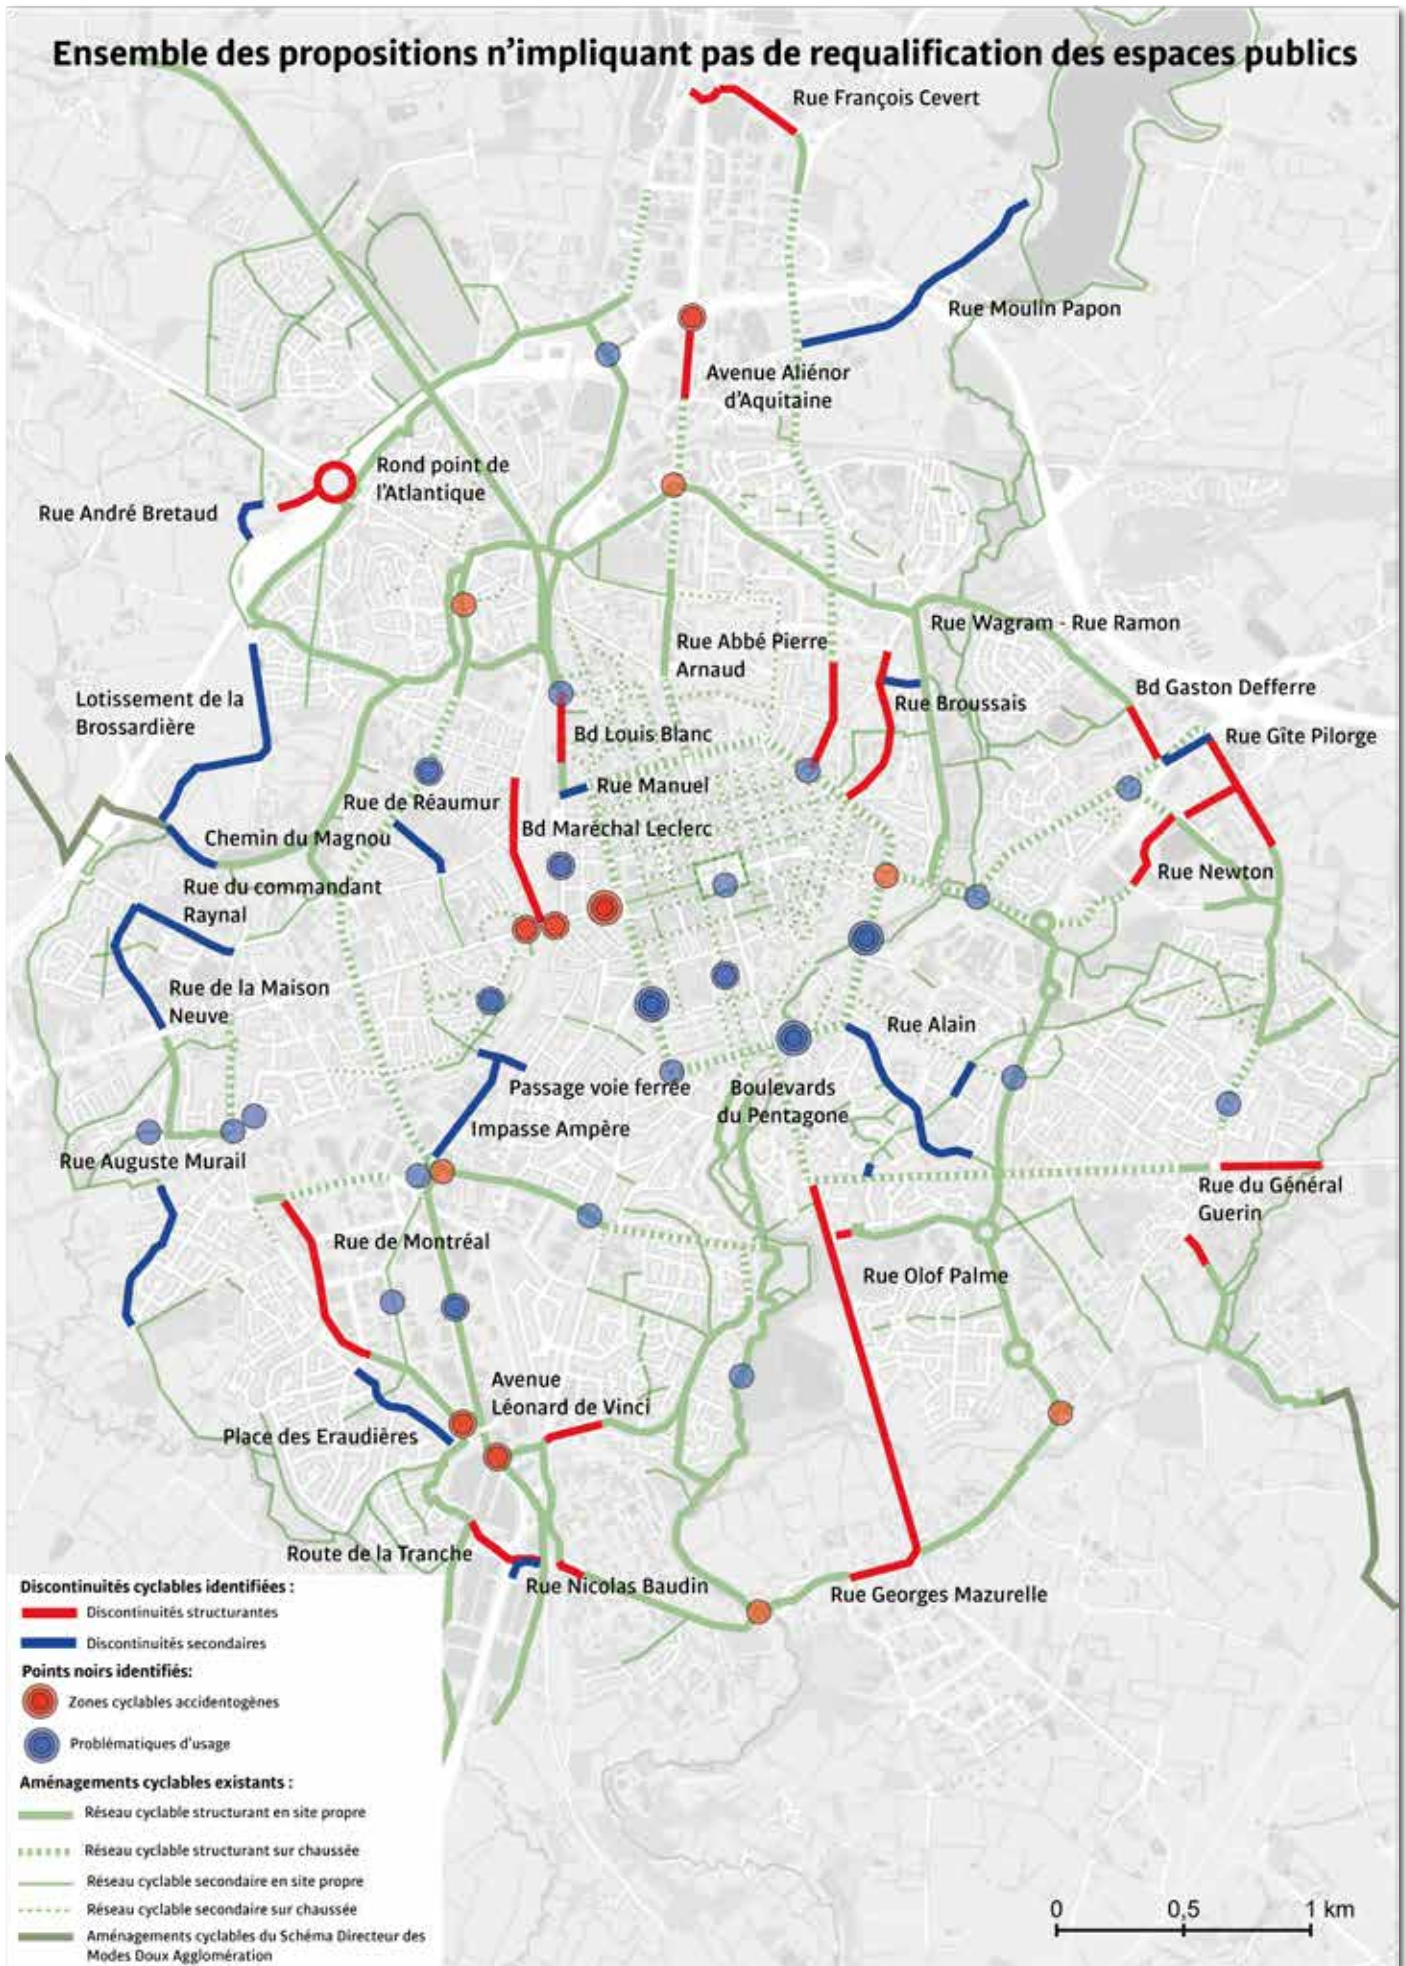 Ensemble des propositions n'impliquant pas de requalification des espaces publics
Rue François Cevert
Rue Moulin Papon
Avenue Aliénor
d'Aquitaine
Rond point de
l'Atlantique
Rue André Bretaud
Rue Wagram - Rue Ramon
Rue Abbé Pierre
Arnaud
Bd Gaston Defferre
Lotissement de la
Brossardière
Rue Broussais
Bd Louis Blanc
Rue Gîte Pilorge
Rue Manuel
Rue de Réaumur
Bd Maréchal Leclerc
Chemin du Magnou
Rue Newton
Rue du commandant
Raynal
Rue de la Maison
Neuve
Rue Alain
Passage voie ferrée
Boulevards
du Pentagone
Impasse Ampère
Rue Auguste Murail
Rue du Général
Guerin
Rue de Montréal
Rue Olof Palme
Avenue
Léonard de Vinci
Place des Eraudières
Route de la Tranche
Rue Nicolas Baudin
Rue Georges Mazurelle
Discontinuités cyclables identifiées :
Discontinuités structurantes
Discontinuités secondaires
Points noirs identifiés:
Zones cyclables accidentogènes
Problématiques d'usage
Aménagements cyclables existants :
Réseau cyclable structurant en site propre
Réseau cyclable structurant sur chaussée
Réseau cyclable secondaire en site propre
Réseau cyclable secondaire sur chaussée
Aménagements cyclables du Schéma Directeur des
Modes Doux Agglomération
0 0,5 1 km